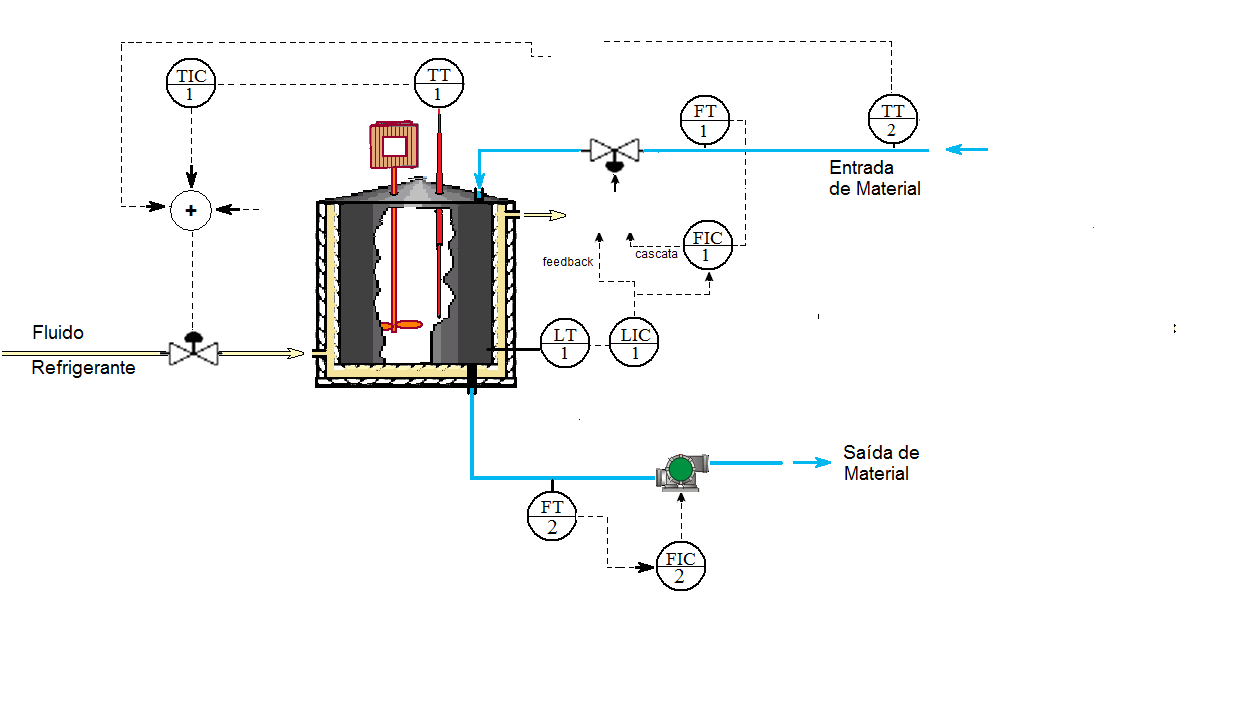 TIC
1
TT
1
FT
1
TT
2
Entrada
de Material
+
FIC
1
cascata
feedback
Fluido
Refrigerante
LT
1
LIC
1
Saída de
Material
FT
2
FIC
2